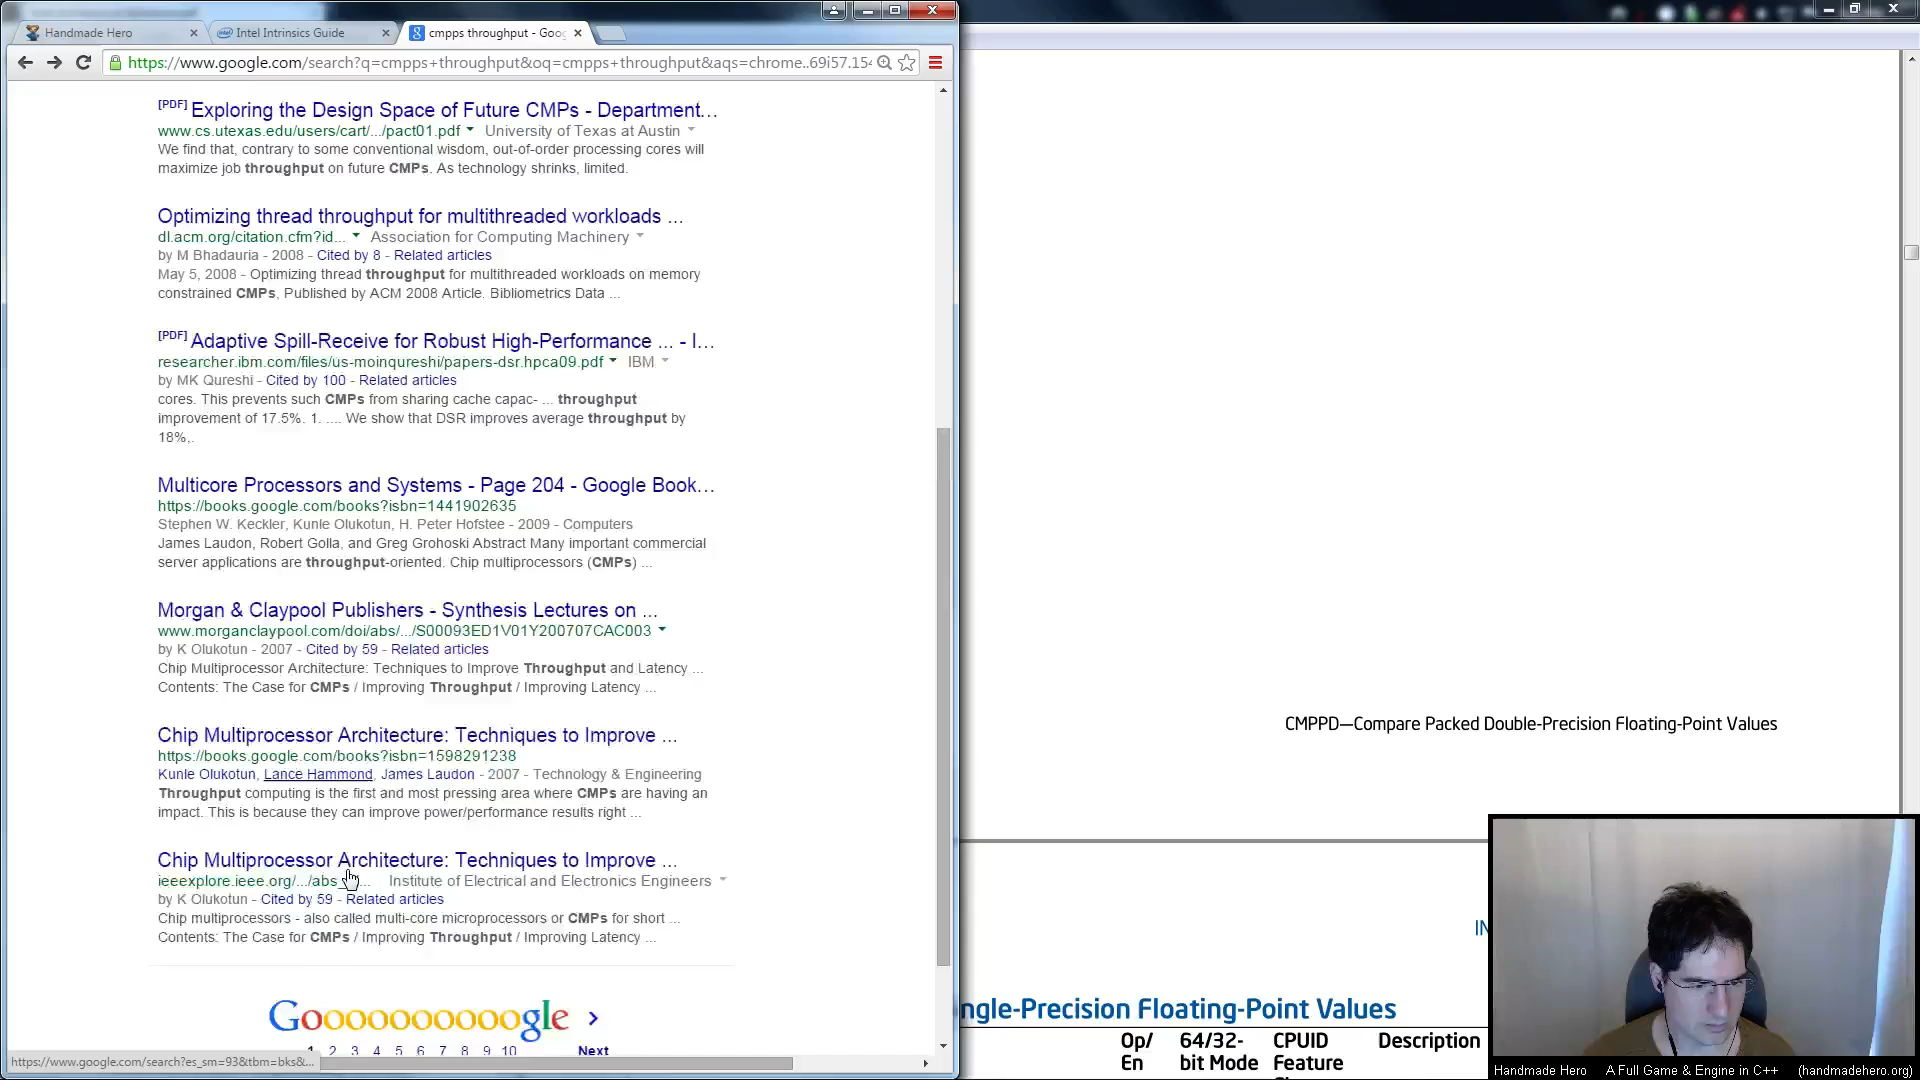 Handmade Hero
Intel Intrinsics Guide
cmpps throughput - Goog
https://www.google.com/search?q=cmpps+throughput&oq=cmpps+throughput&aqs=chrome..69i57.154
[PDF] Exploring the Design Space of Future CMPs - Department...
www.cs.utexas.edu/users/cart/.../pact01.pdf University of Texas at Austin
We find that, contrary to some conventional wisdom, out-of-order processing cores will
maximize job throughput on future CMPs. As technology shrinks, limited.
Optimizing thread throughput for multithreaded workloads ...
dl.acm.org/citation.cfm?id... Association for Computing Machinery
by M Bhadauria - 2008 - Cited by 8 - Related articles
May 5, 2008 - Optimizing thread throughput for multithreaded workloads on memory
constrained CMPs, Published by ACM 2008 Article. Bibliometrics Data ...
[PDF] Adaptive Spill-Receive for Robust High-Performance ... - I...
researcher.ibm.com/files/us-moinqureshi/papers-dsr.hpca09.pdf IBM
by MK Qureshi - Cited by 100 - Related articles
cores. This prevents such CMPs from sharing cache capac- ... throughput
improvement of 17.5%. 1. .... We show that DSR improves average throughput by
18%,.
Multicore Processors and Systems - Page 204 - Google Book...
https://books.google.com/books?isbn=1441902635
Stephen W. Keckler, Kunle Olukotun, H. Peter Hofstee - 2009 - Computers
James Laudon, Robert Golla, and Greg Grohoski Abstract Many important commercial
server applications are throughput-oriented. Chip multiprocessors (CMPs) ...
Morgan & Claypool Publishers - Synthesis Lectures on ...
www.morganclaypool.com/doi/abs/.../S00093ED1V01Y200707CAC003
by K Olukotun - 2007 - Cited by 59 - Related articles
Chip Multiprocessor Architecture: Techniques to Improve Throughput and Latency ...
Contents: The Case for CMPs / Improving Throughput / Improving Latency ...
Chip Multiprocessor Architecture: Techniques to Improve ...
https://books.google.com/books?isbn=1598291238
Kunle Olukotun, Lance Hammond, James Laudon - 2007 - Technology & Engineering
Throughput computing is the first and most pressing area where CMPs are having an
impact. This is because they can improve power/performance results right ...
Chip Multiprocessor Architecture: Techniques to Improve ...
ieeexplore.ieee.org/.../abs_... Institute of Electrical and Electronics Engineers
by K Olukotun - Cited by 59 - Related articles
Chip multiprocessors - also called multi-core microprocessors or CMPs for short ...
Contents: The Case for CMPs / Improving Throughput / Improving Latency ...
Goooooooooogle >
1 2 3 4 5 6 7 8 9 10 Next
https://www.google.com/search?es_sm=93&tbm=bks&...
CMPPD—Compare Packed Double-Precision Floating-Point Values
IN
ngle-Precision Floating-Point Values
Op/ 64/32- CPUID Description
En bit Mode Feature
Handmade Hero A Full Game & Engine in C++ (handmadehero.org)